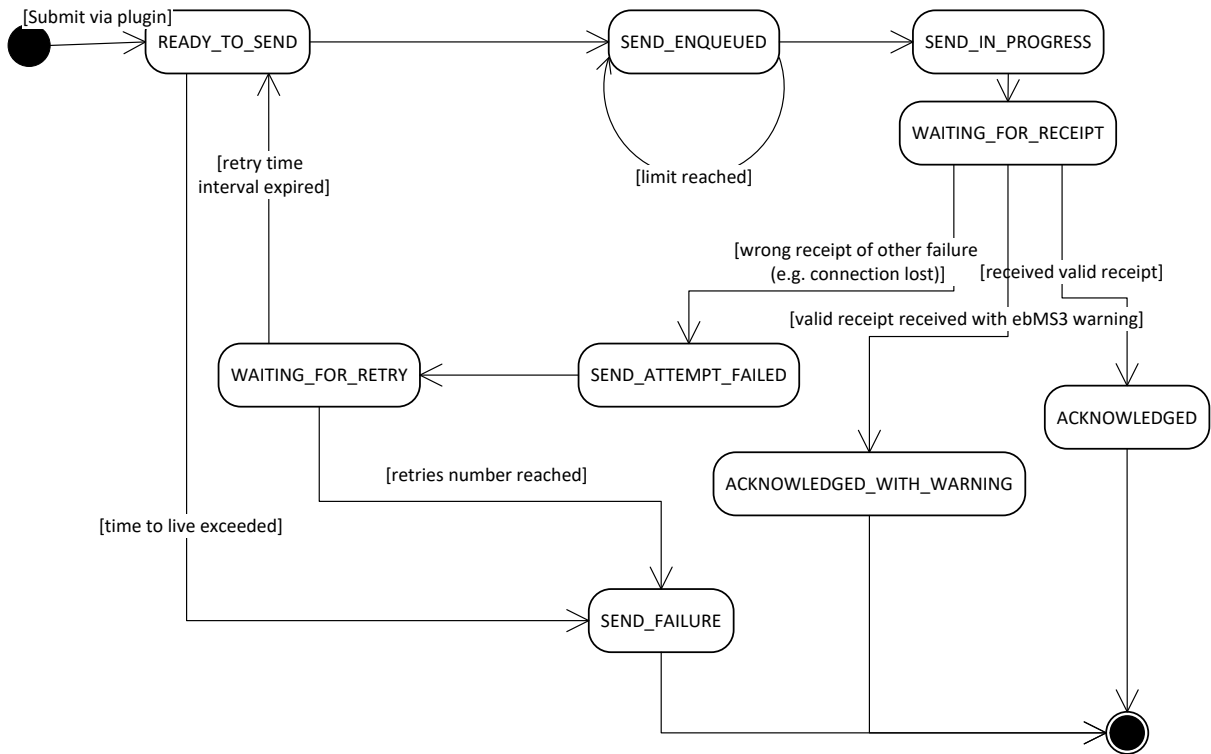 [Submit via plugin]
READY_TO_SEND
SEND_ENQUEUED
SEND_IN_PROGRESS
WAITING_FOR_RECEIPT
[retry time
interval expired]
[limit reached]
[wrong receipt of other failure
(e.g. connection lost)]
[received valid receipt]
[valid receipt received with ebMS3 warning]
WAITING_FOR_RETRY
SEND_ATTEMPT_FAILED
ACKNOWLEDGED
[retries number reached]
ACKNOWLEDGED_WITH_WARNING
[time to live exceeded]
SEND_FAILURE